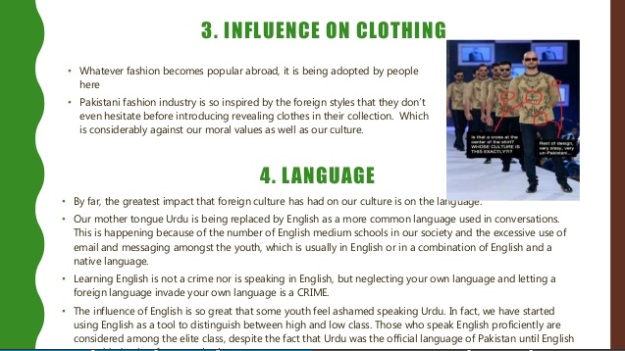 3. INFLUENCE ON CLOTHING
• Whatever fashion becomes popular abroad, it is being adopted by people
here
• Pakistani fashion industry is so inspired by the foreign styles that they don't
even hesitate before introducing revealing clothes in their collection. Which
is considerably against our moral values as well as our culture.
Is that a cross at the
center of the shirt?
WHOSE CULTURE IS
THIS EXACTLY?!?
Rest of design,
very
un Pakistani...
4. LANGUAGE
• By far, the greatest impact that foreign culture has had on our culture is on the language.
• Our mother tongue Urdu is being replaced by English as a more common language used in conversations.
This is happening because of the number of English medium schools in our society and the excessive use of
email and messaging amongst the youth, which is usually in English or in a combination of English and a
native language.
• Learning English is not a crime nor is speaking in English, but neglecting your own language and letting a
foreign language invade your own language is a CRIME.
• The influence of English is so great that some youth feel ashamed speaking Urdu. In fact, we have started
using English as a tool to distinguish between high and low class. Those who speak English proficiently are
considered among the elite class, despite the fact that Urdu was the official language of Pakistan until English